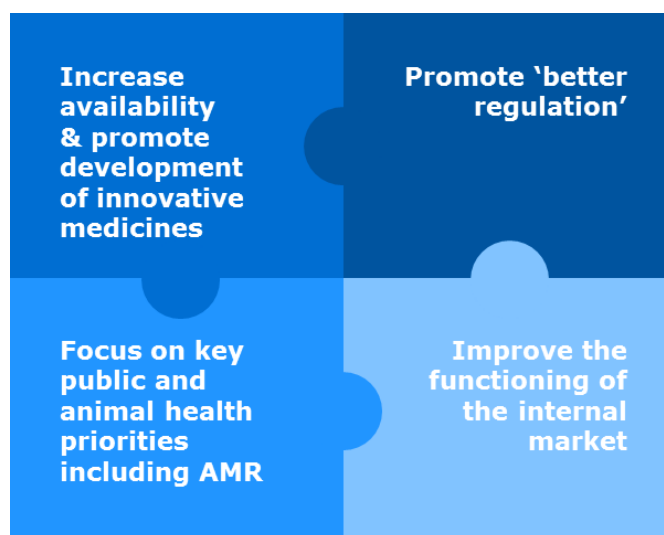 Increase
availability
& promote
development
of innovative
medicines
Promote ‘better
regulation’
Focus on key
public and
animal health
priorities
including AMR
Improve the
functioning of
the internal
market